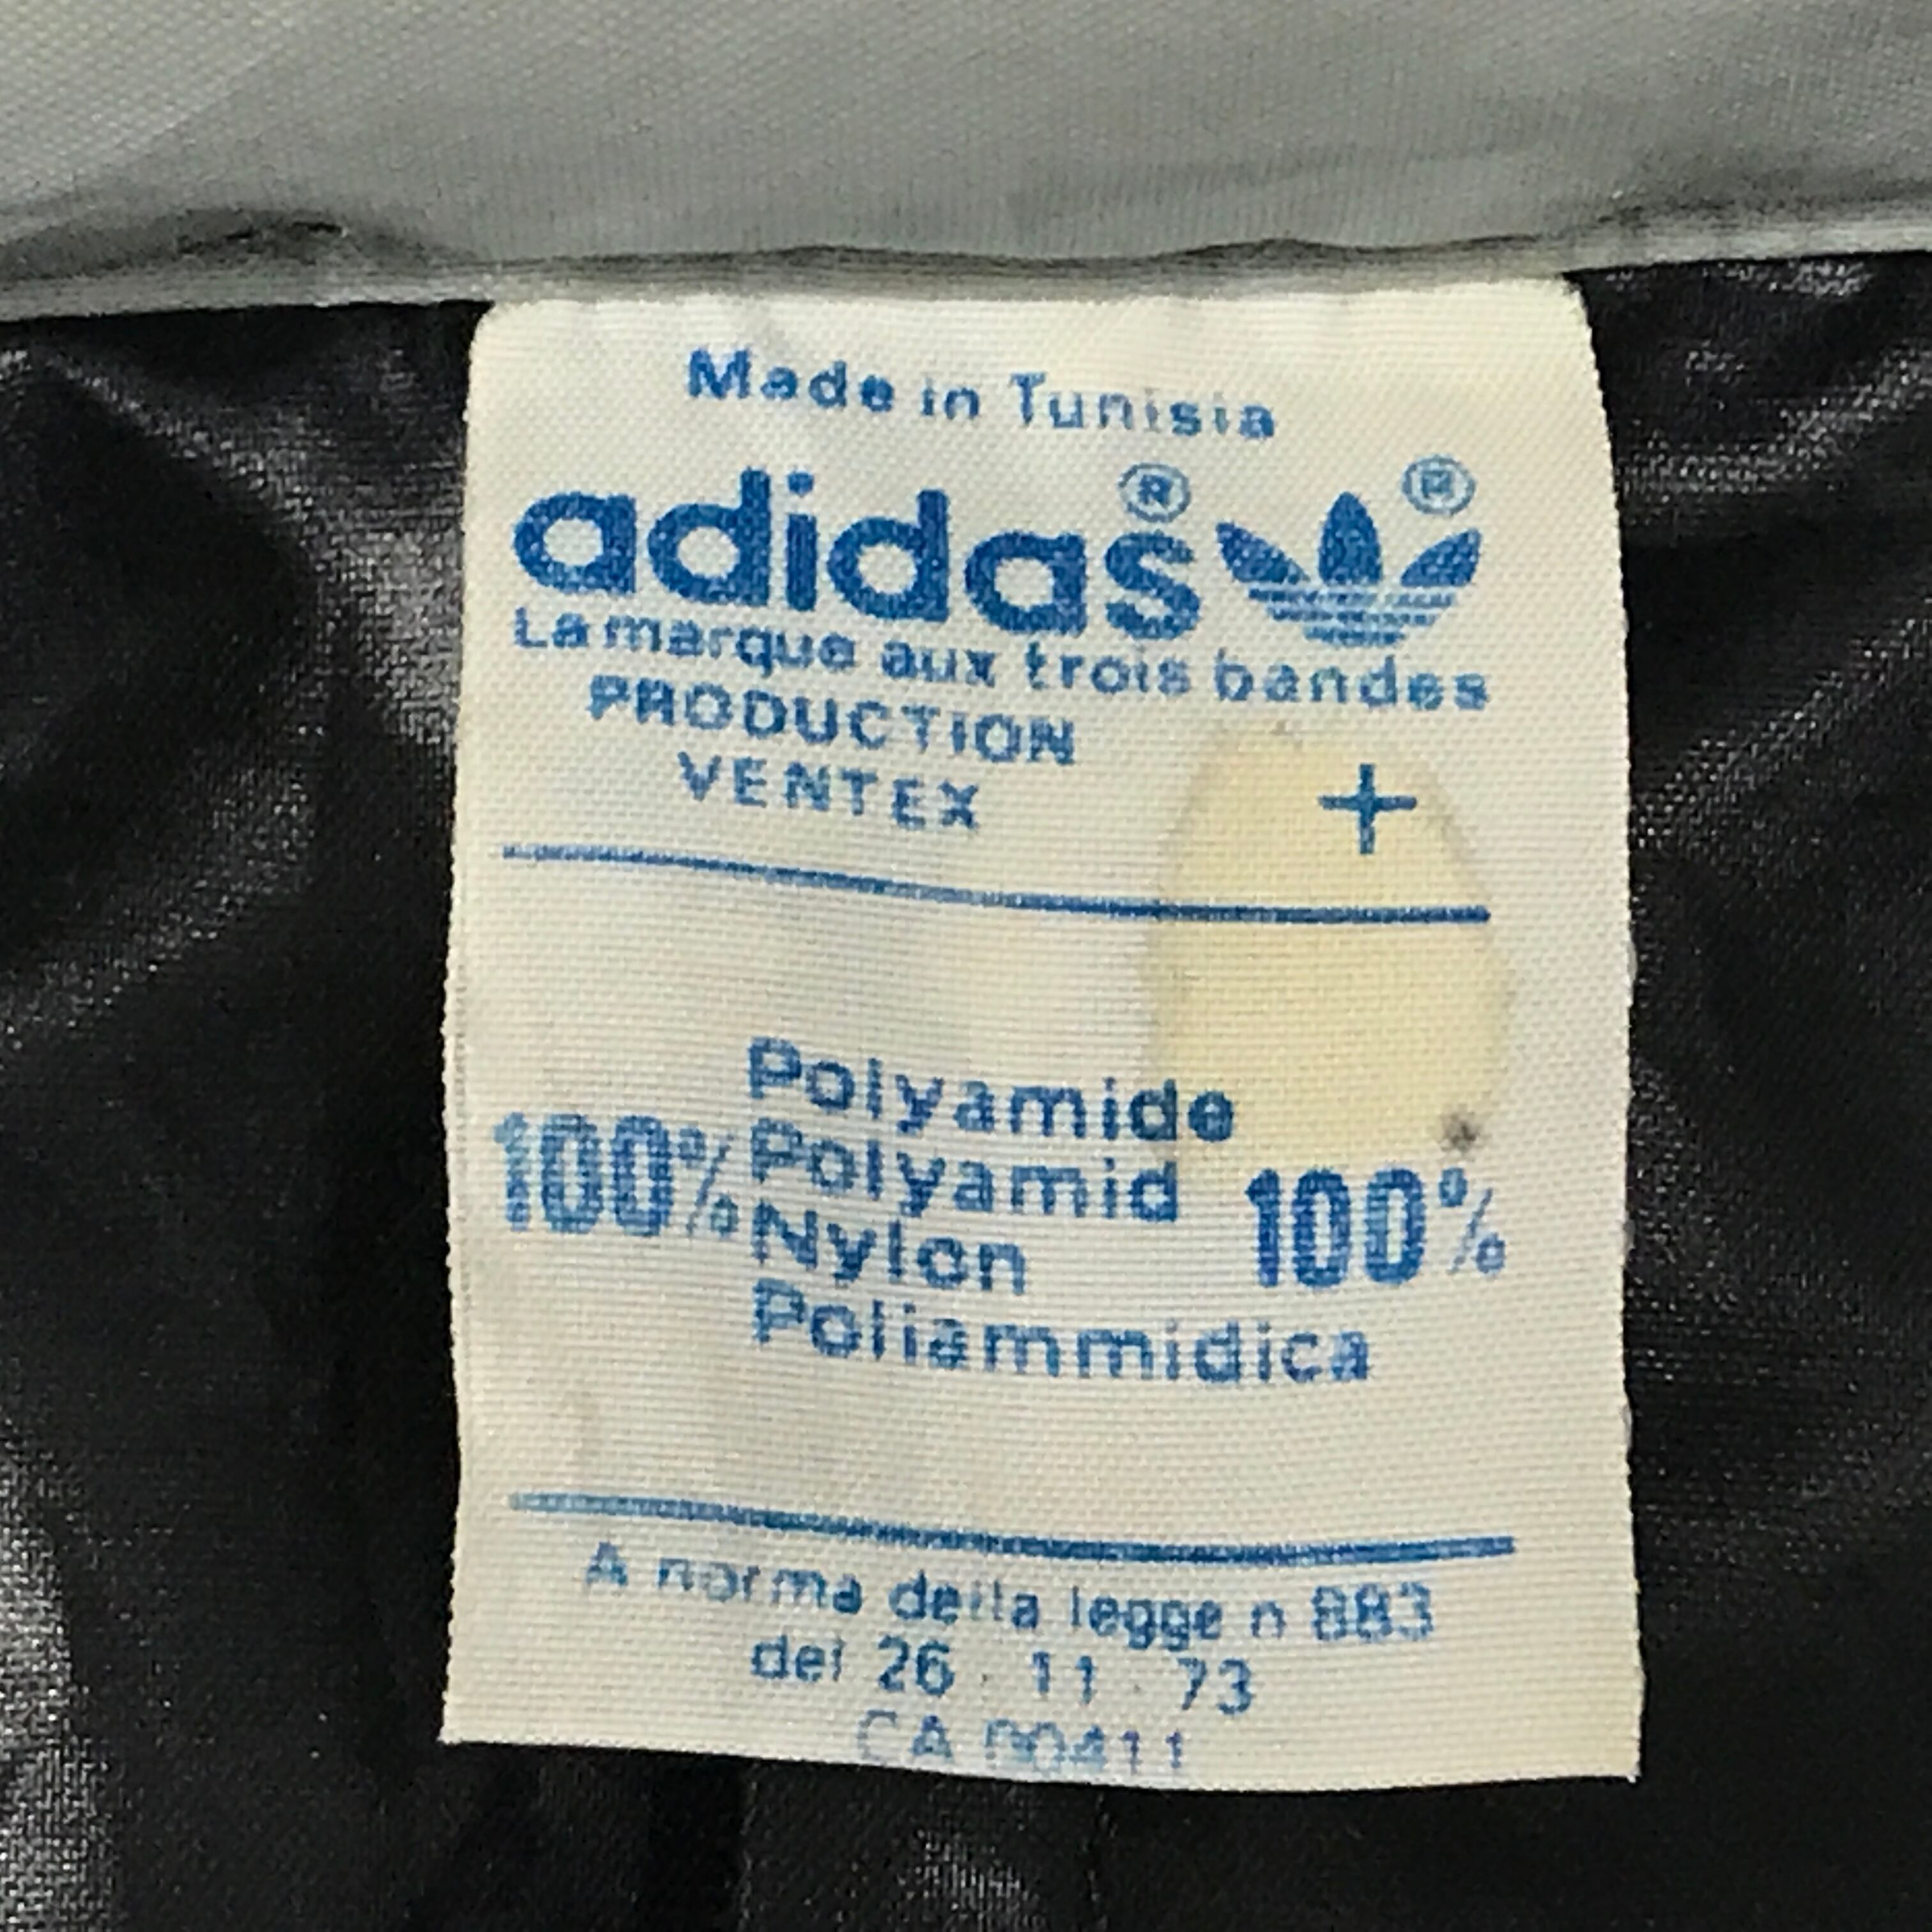 Made in Tunisia
adidas® ®
La marque aux trois bandes
PRODUCTION
VENTEX +
Polyamide
100% Polyamid 100%
Nylon
Poliammidica
A norma della legge n 883
del 26 · 11 · 73
CA 00411